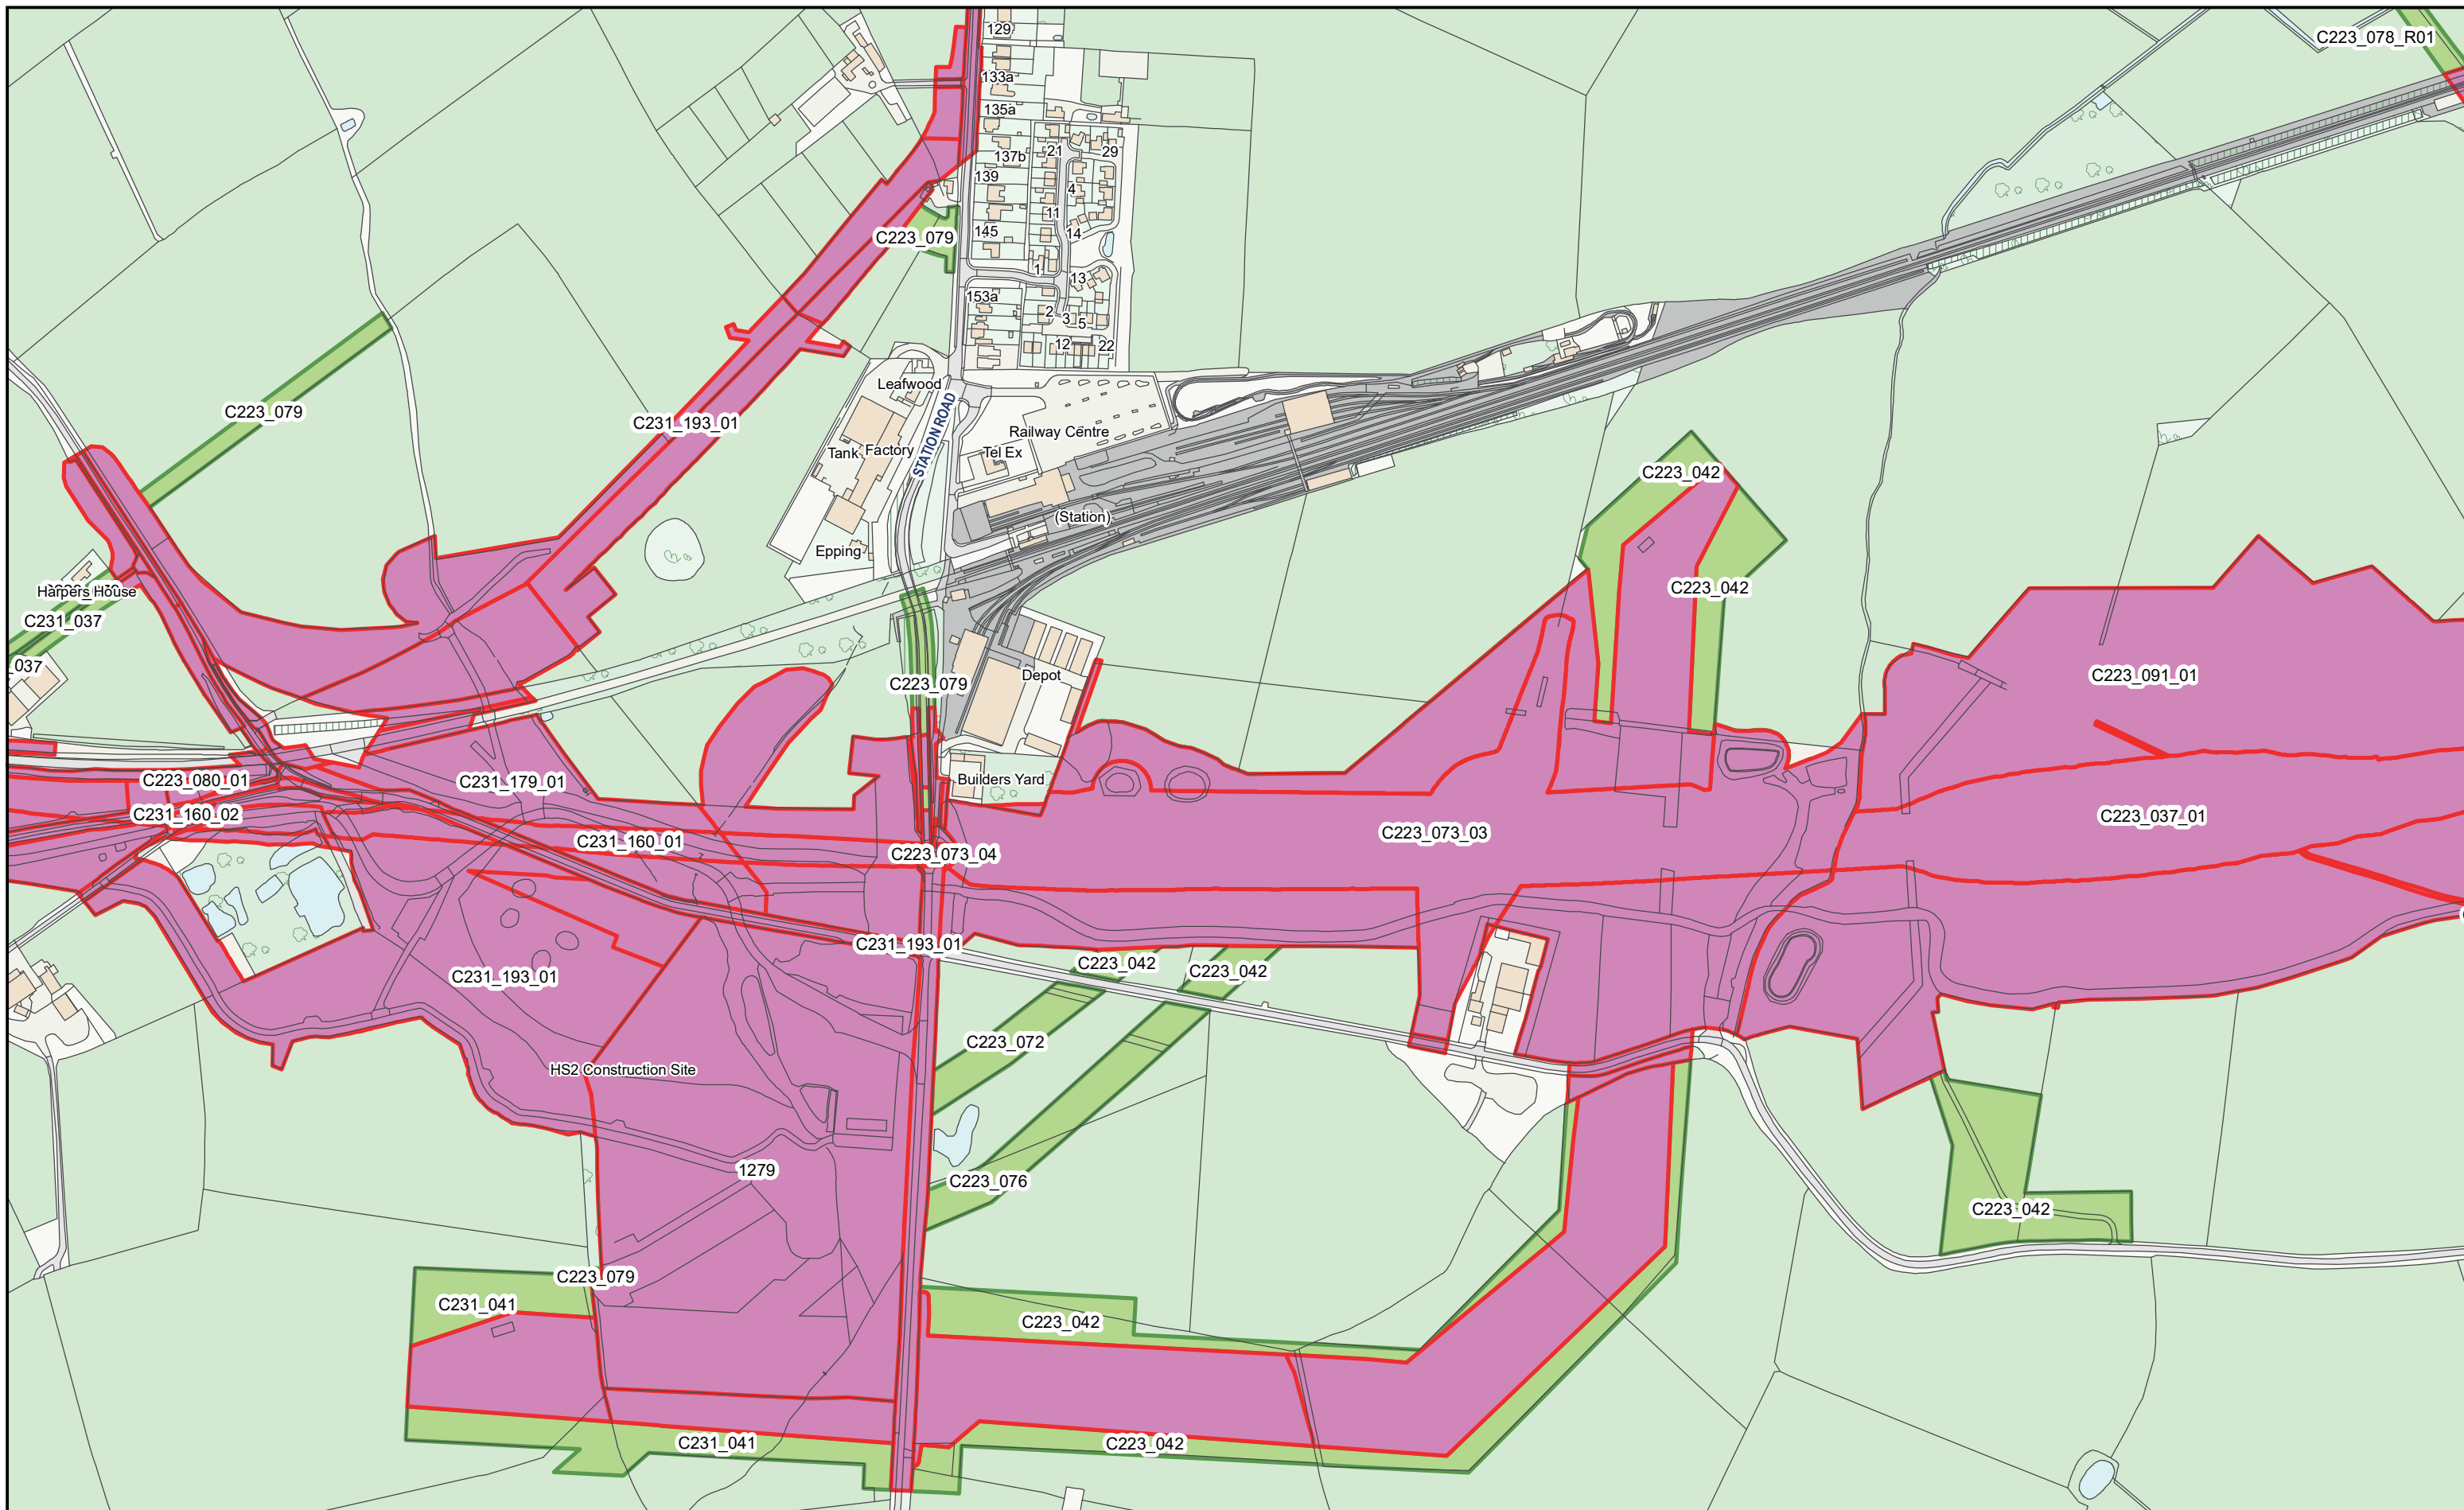 129
C223_078_R01
133a
135a
137b
21
29
139
4
11
145
14
C223_079
1
13
153a
2
3
5
12
22
Leafwood
C223_079
C231_193_01
STATION ROAD
Railway Centre
Tank
Factory
Tel Ex
C223_042
(Station)
Epping
Harpers House
C223_042
C231_037
037
Depot
C223_091_01
C223_079
C223_080_01
C231_179_01
Builders Yard
C231_160_02
C223_037_01
C231_160_01
C223_073_03
C223_073_04
C231_193_01
C223_042
C223_042
C231_193_01
C223_072
HS2 Construction Site
1279
C223_076
C223_042
C223_079
C231_041
C223_042
C231_041
C223_042